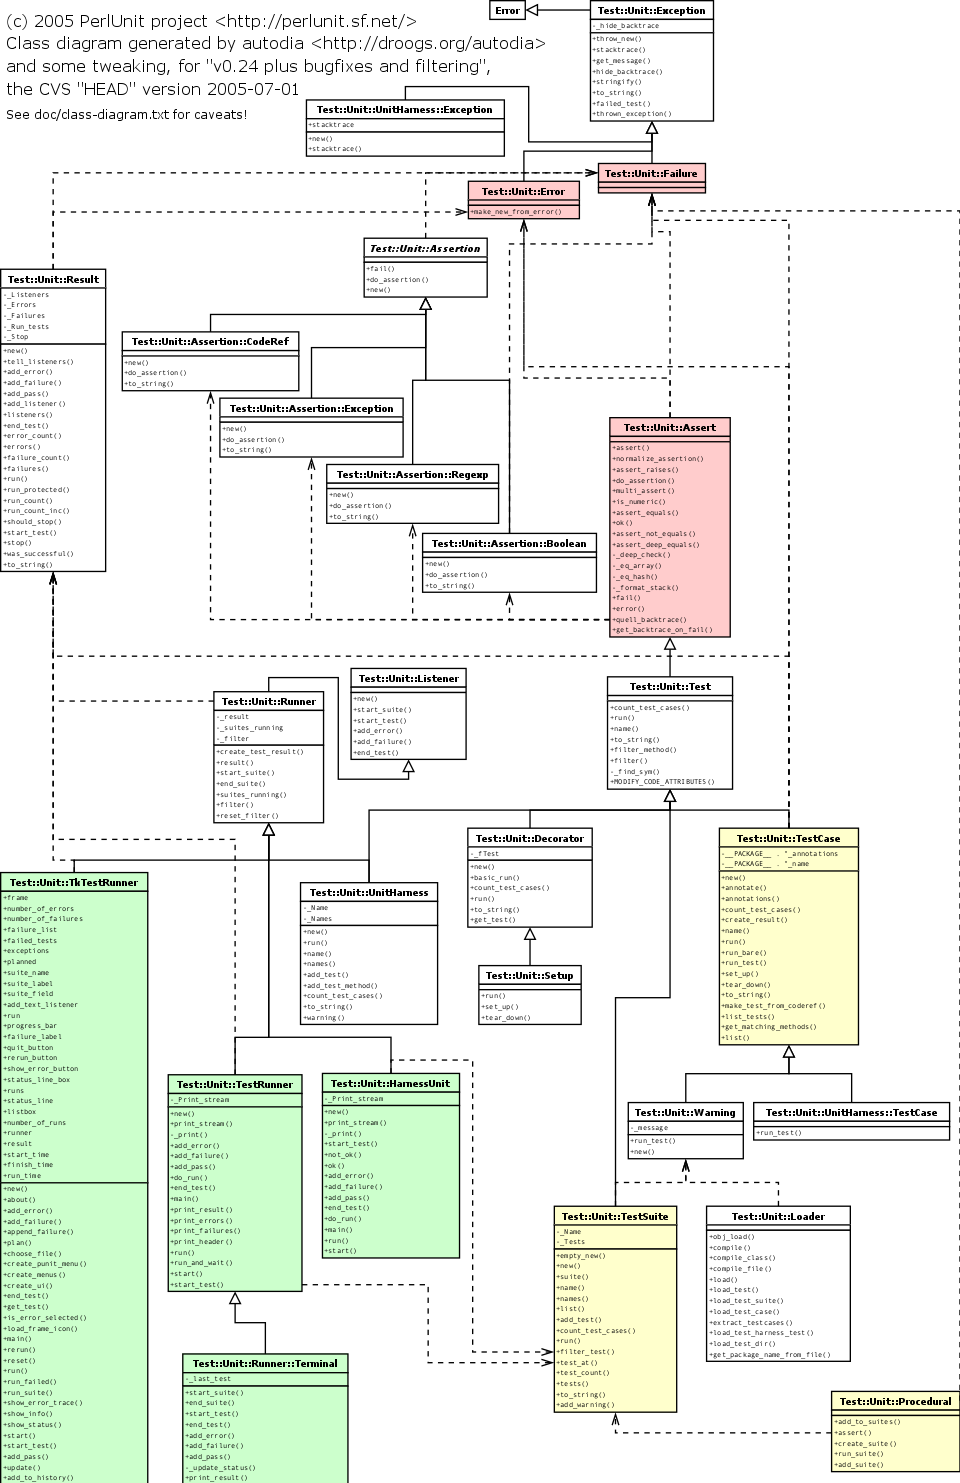 (c) 2005 PerlUnit project <http://perlunit.sf.net/>
Class diagram generated by autodia <http://droogs.org/autodia>
and some tweaking, for "v0.24 plus bugfixes and filtering",
the CVS "HEAD" version 2005-07-01
See doc/class-diagram.txt for caveats!
Error
Test::Unit::Exception
-_hide_backtrace
+throw_new()
+stacktrace()
+get_message()
+hide_backtrace()
+stringify()
+to_string()
+failed_test()
+thrown_exception()
Test::Unit::UnitHarness::Exception
+stacktrace
+new()
+stacktrace()
Test::Unit::Failure
Test::Unit::Error
+make_new_from_error()
Test::Unit::Assertion
+fail()
+do_assertion()
+new()
Test::Unit::Result
-_Listeners
-_Errors
-_Failures
-_Run_tests
-_Stop
+new()
+tell_listeners()
+add_error()
+add_failure()
+add_pass()
+add_listener()
+listeners()
+end_test()
+error_count()
+errors()
+failure_count()
+failures()
+run()
+run_protected()
+run_count()
+run_count_inc()
+should_stop()
+start_test()
+stop()
+was_successful()
+to_string()
Test::Unit::Assertion::CodeRef
+new()
+do_assertion()
+to_string()
Test::Unit::Assertion::Exception
+new()
+do_assertion()
+to_string()
Test::Unit::Assertion::Regexp
+new()
+do_assertion()
+to_string()
Test::Unit::Assertion::Boolean
+new()
+do_assertion()
+to_string()
Test::Unit::Assert
+assert()
+normalize_assertion()
+assert_raises()
+do_assertion()
+multi_assert()
+is_numeric()
+assert_equals()
+ok()
+assert_not_equals()
+assert_deep_equals()
-_deep_check()
-_eq_array()
-_eq_hash()
-_format_stack()
+fail()
+error()
+quell_backtrace()
+get_backtrace_on_fail()
Test::Unit::Listener
+new()
+start_suite()
+start_test()
+add_error()
+add_failure()
+end_test()
Test::Unit::Runner
-_result
-_suites_running
-_filter
+create_test_result()
+result()
+start_suite()
+end_suite()
+suites_running()
+filter()
+reset_filter()
Test::Unit::Test
+count_test_cases()
+run()
+name()
+to_string()
+filter_method()
+filter()
-_find_sym()
+MODIFY_CODE_ATTRIBUTES()
Test::Unit::Decorator
-_fTest
+new()
+basic_run()
+count_test_cases()
+run()
+to_string()
+get_test()
Test::Unit::TestCase
-__PACKAGE__ . "_annotations
-__PACKAGE__ . "_name
+new()
+annotate()
+annotations()
+count_test_cases()
+create_result()
+name()
+run()
+run_bare()
+run_test()
+set_up()
+tear_down()
+to_string()
+make_test_from_coderef()
+list_tests()
+get_matching_methods()
+list()
Test::Unit::TkTestRunner
+frame
+number_of_errors
+number_of_failures
+failure_list
+failed_tests
+exceptions
+planned
+suite_name
+suite_label
+suite_field
+add_text_listener
+run
+progress_bar
+failure_label
+quit_button
+rerun_button
+show_error_button
+status_line_box
+runs
+status_line
+listbox
+number_of_runs
+runner
+result
+start_time
+finish_time
+run_time
+new()
+about()
+add_error()
+add_failure()
+append_failure()
+plan()
+choose_file()
+create_punit_menu()
+create_menus()
+create_ui()
+end_test()
+get_test()
+is_error_selected()
+load_frame_icon()
+main()
+rerun()
+reset()
+run()
+run_failed()
+run_suite()
+show_error_trace()
+show_info()
+show_status()
+start()
+start_test()
+add_pass()
+update()
+add_to_history()
Test::Unit::UnitHarness
-_Name
-_Names
+new()
+run()
+name()
+names()
+add_test()
+add_test_method()
+count_test_cases()
+to_string()
+warning()
Test::Unit::Setup
+run()
+set_up()
+tear_down()
Test::Unit::TestRunner
-_Print_stream
+new()
+print_stream()
-_print()
+add_error()
+add_failure()
+add_pass()
+do_run()
+end_test()
+main()
+print_result()
+print_errors()
+print_failures()
+print_header()
+run()
+run_and_wait()
+start()
+start_test()
Test::Unit::HarnessUnit
-_Print_stream
+new()
+print_stream()
-_print()
+start_test()
+not_ok()
+ok()
+add_error()
+add_failure()
+add_pass()
+end_test()
+do_run()
+main()
+run()
+start()
Test::Unit::Warning
-_message
+run_test()
+new()
Test::Unit::UnitHarness::TestCase
+run_test()
Test::Unit::TestSuite
-_Name
-_Tests
+empty_new()
+new()
+suite()
+name()
+names()
+list()
+add_test()
+count_test_cases()
+run()
+filter_test()
+test_at()
+test_count()
+tests()
+to_string()
+add_warning()
Test::Unit::Loader
+obj_load()
+compile()
+compile_class()
+compile_file()
+load()
+load_test()
+load_test_suite()
+load_test_case()
+extract_testcases()
+load_test_harness_test()
+load_test_dir()
+get_package_name_from_file()
Test::Unit::Runner::Terminal
-_last_test
+start_suite()
+end_suite()
+start_test()
+end_test()
+add_error()
+add_failure()
+add_pass()
-_update_status()
+print_result()
Test::Unit::Procedural
+add_to_suites()
+assert()
+create_suite()
+run_suite()
+add_suite()